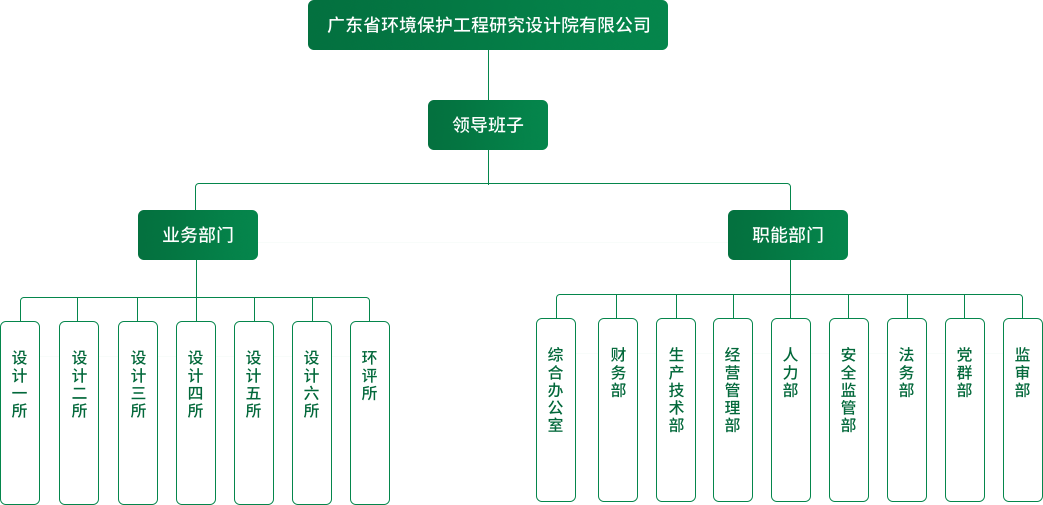 广东省环境保护工程研究设计院有限公司
领导班子
业务部门
职能部门
设计一所
设计二所
设计三所
设计四所
设计五所
设计六所
环评所
综合办公室
财务部
生产技术部
经营管理部
人力部
安全监管部
法务部
党群部
监审部